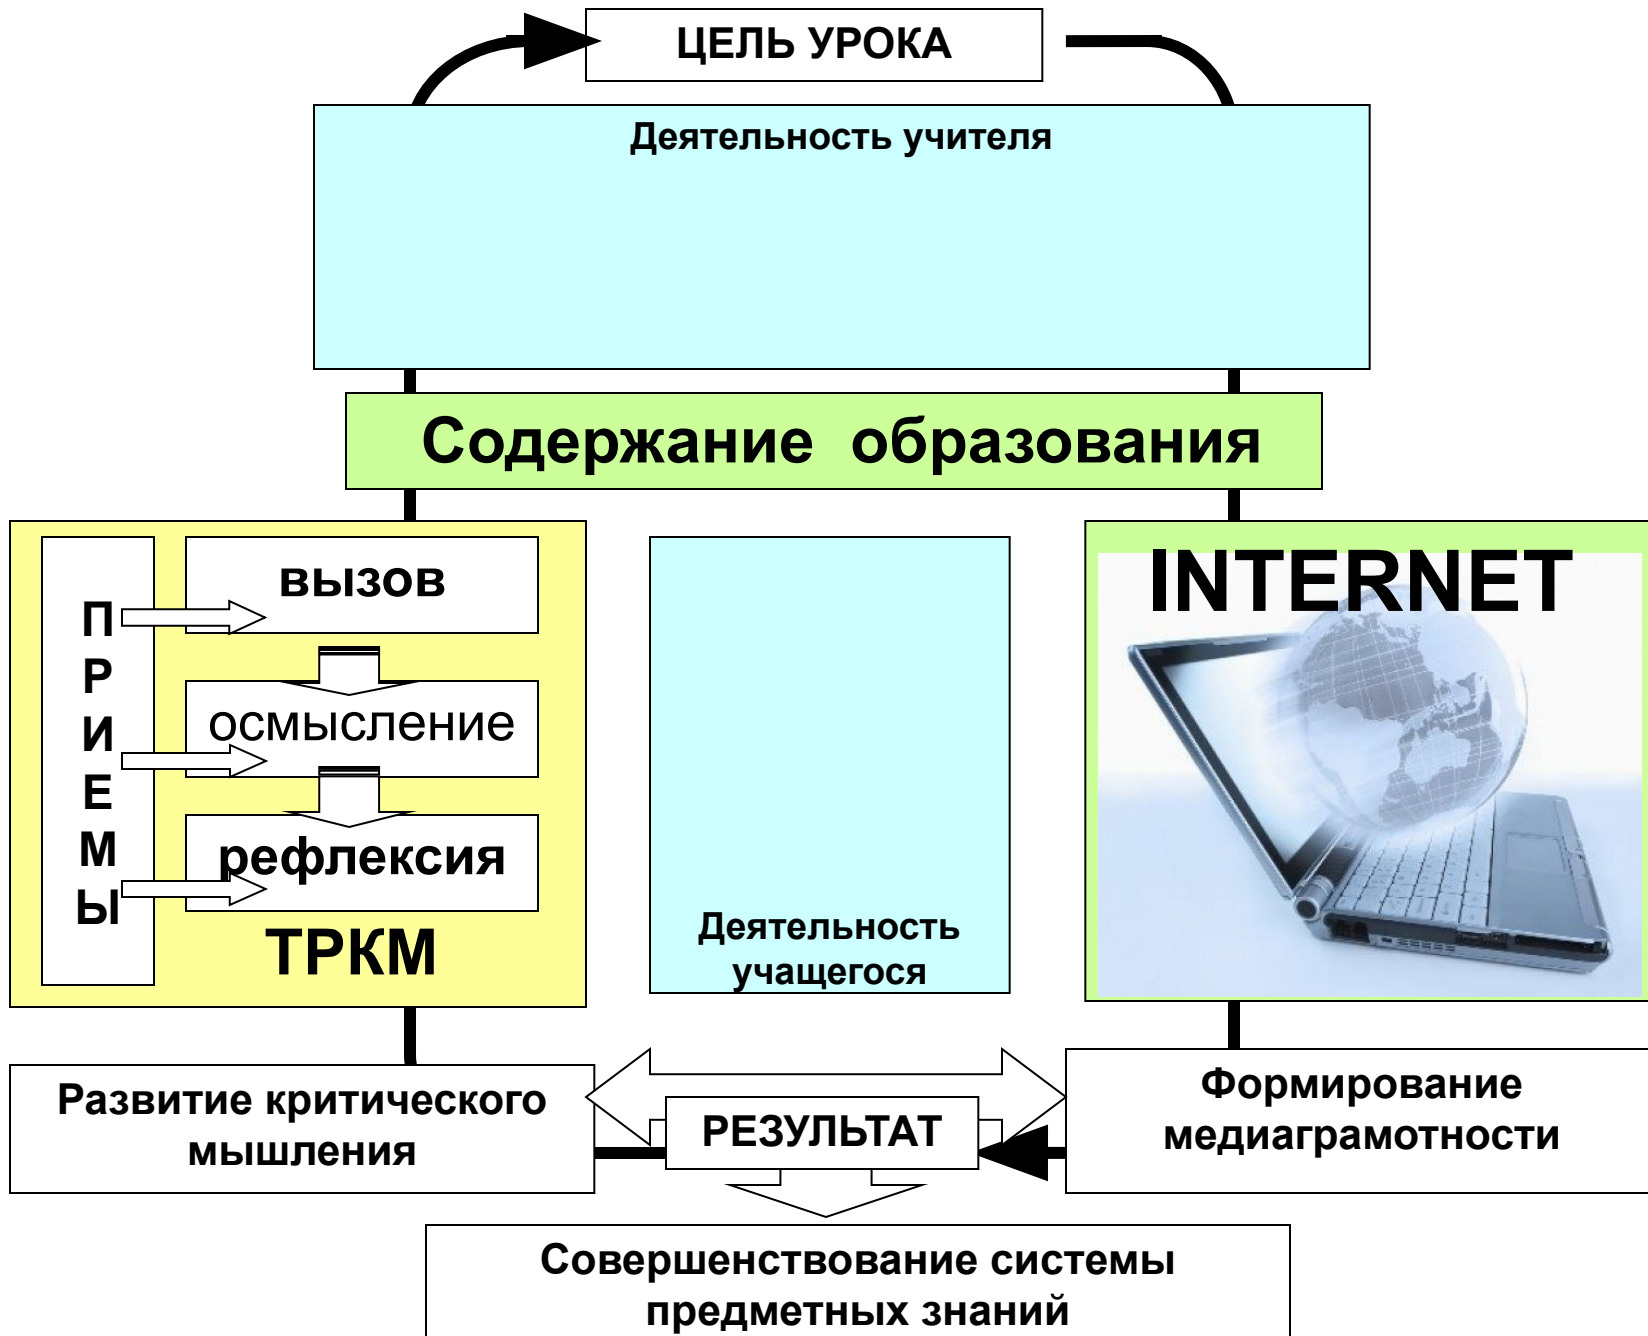 ЦЕЛЬ УРОКА
Деятельность учителя
Содержание образования
ПРИЕМЫ
вызов
осмысление
рефлексия
ТРКМ
Деятельность
учащегося
INTERNET
Развитие критического
мышления
РЕЗУЛЬТАТ
Формирование
медиаграмотности
Совершенствование системы
предметных знаний